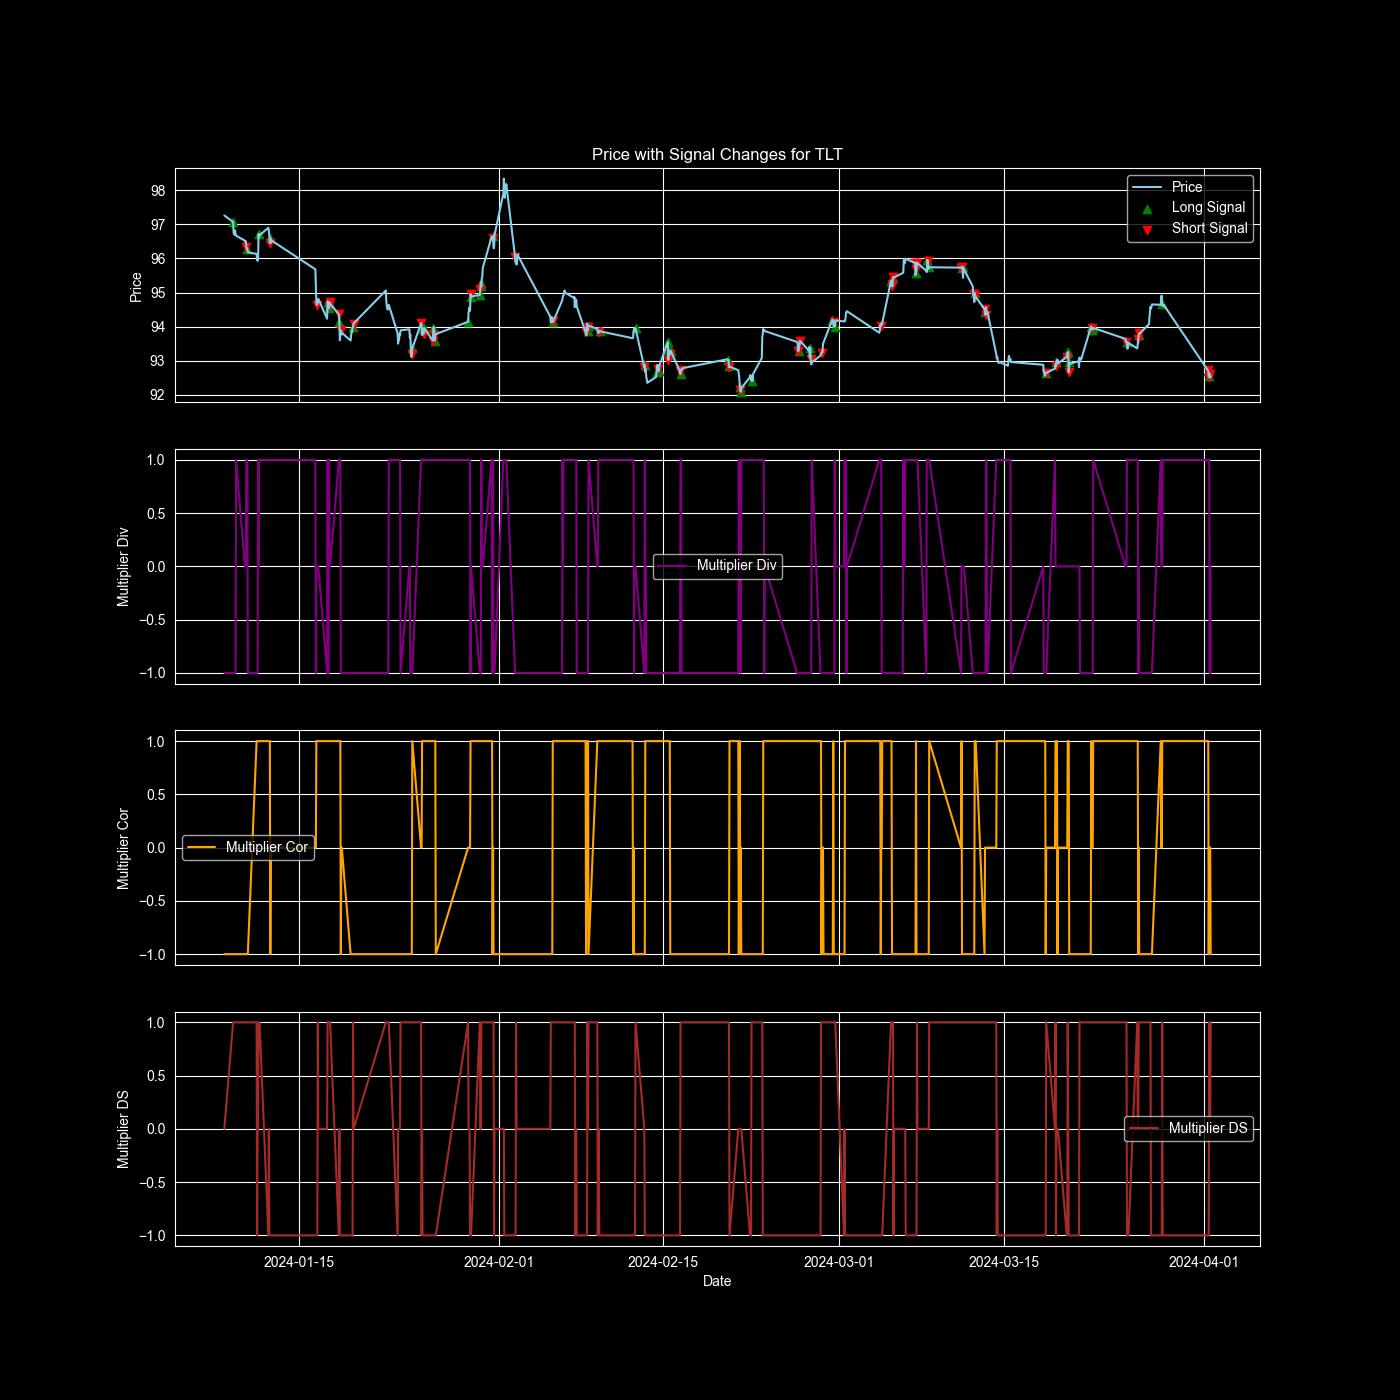 Price with Signal Changes for TLT
Price
98
97
96
95
94
93
92
Price
Long Signal
Short Signal
Multiplier Div
1.0
0.5
0.0
−0.5
−1.0
Multiplier Div
Multiplier Cor
1.0
0.5
0.0
−0.5
−1.0
Multiplier Cor
Multiplier DS
1.0
0.5
0.0
−0.5
−1.0
Multiplier DS
2024-01-15
2024-02-01
2024-02-15
2024-03-01
2024-03-15
2024-04-01
Date